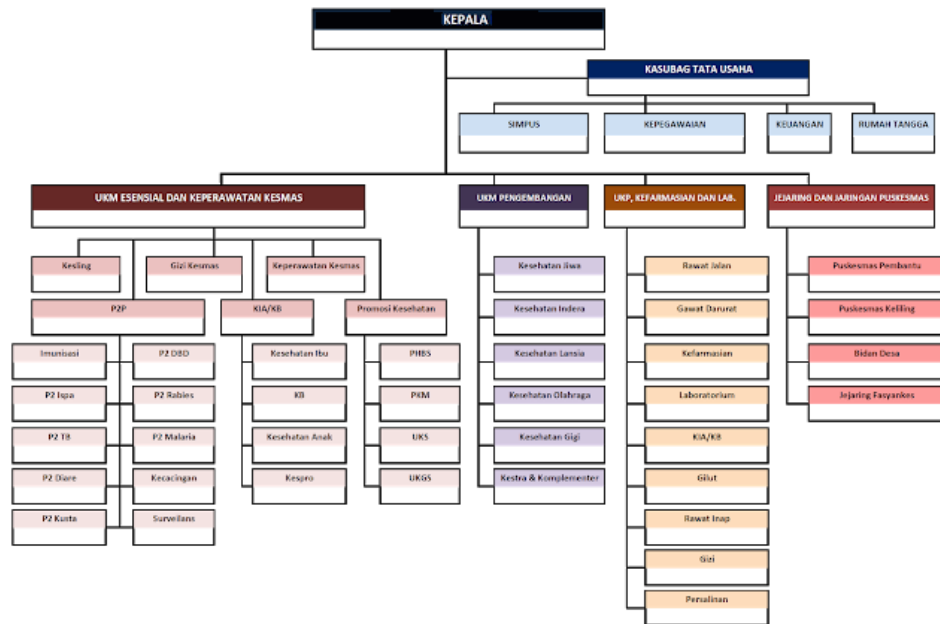 KEPALA
KASUBAG TATA USAHA
SIMPUS
KEPEGAWAIAN
KEUANGAN
RUMAH TANGGA
UKM ESENSIAL DAN KEPERAWATAN KESMAS
UKM PENGEMBANGAN
UKP, KEFARMASIAN DAN LAB.
JEJARING DAN JARINGAN PUSKESMAS
Kesling
Gizi Kesmas
Keperawatan Kesmas
P2P
KIA/KB
Promosi Kesehatan
Imunisasi
P2 DBD
P2 Ispa
P2 Rabies
P2 TB
P2 Malaria
P2 Diare
Kecacingan
P2 Kusta
Surveilans
Kesehatan Ibu
KB
Kesehatan Anak
Kespro
PHBS
PKM
UKS
UKGS
Kesehatan Jiwa
Kesehatan Indera
Kesehatan Lansia
Kesehatan Olahraga
Kesehatan Gigi
Kestra & Komplementer
Rawat Jalan
Gawat Darurat
Kefarmasian
Laboratorium
KIA/KB
Gilut
Rawat Inap
Gizi
Persalinan
Puskesmas Pembantu
Puskesmas Keliling
Bidan Desa
Jejaring Fasyankes